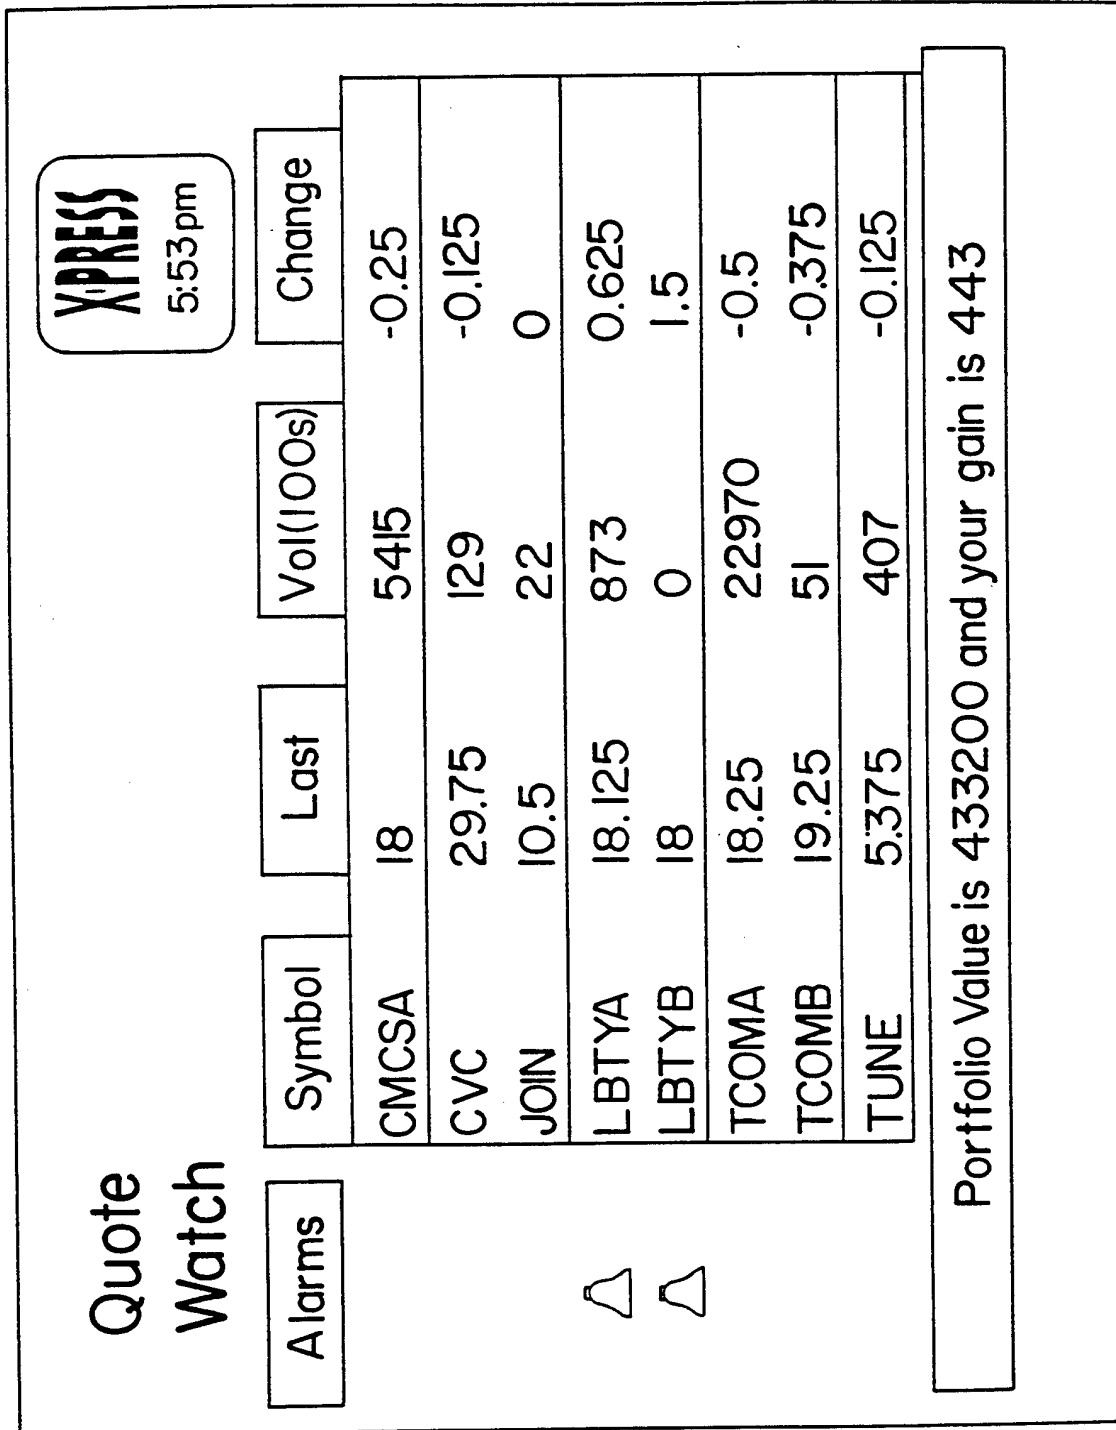 Quote
Watch
X·PRESS
5:53pm
Alarms Symbol Last Vol(100s) Change
CMCSA 18 5415 -0.25
CVC 29.75 129 -0.125
JOIN 10.5 22 0
LBTYA 18.125 873 0.625
LBTYB 18 0 1.5
TCOMA 18.25 22970 -0.5
TCOMB 19.25 51 -0.375
TUNE 5.375 407 -0.125
Portfolio Value is 433200 and your gain is 443